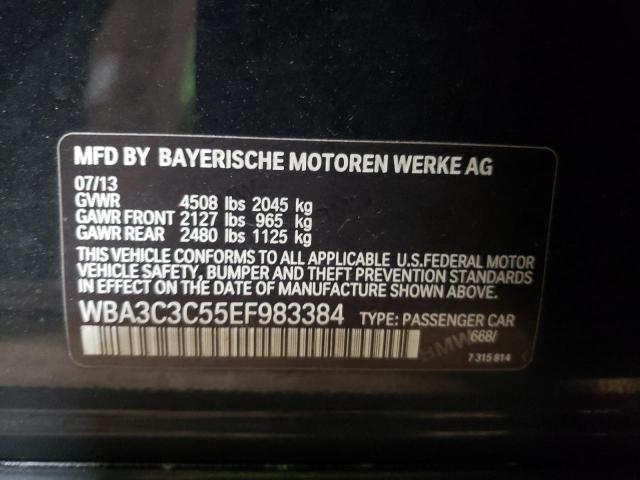 MFD BY BAYERISCHE MOTOREN WERKE AG
07/13
GVWR 4508 lbs 2045 kg
GAWR FRONT 2127 lbs 965 kg
GAWR REAR 2480 lbs 1125 kg
THIS VEHICLE CONFORMS TO ALL APPLICABLE U.S.FEDERAL MOTOR
VEHICLE SAFETY, BUMPER AND THEFT PREVENTION STANDARDS
IN EFFECT ON THE DATE OF MANUFACTURE SHOWN ABOVE.
WBA3C3C55EF983384 TYPE: PASSENGER CAR
BMW 668/
7 315 814